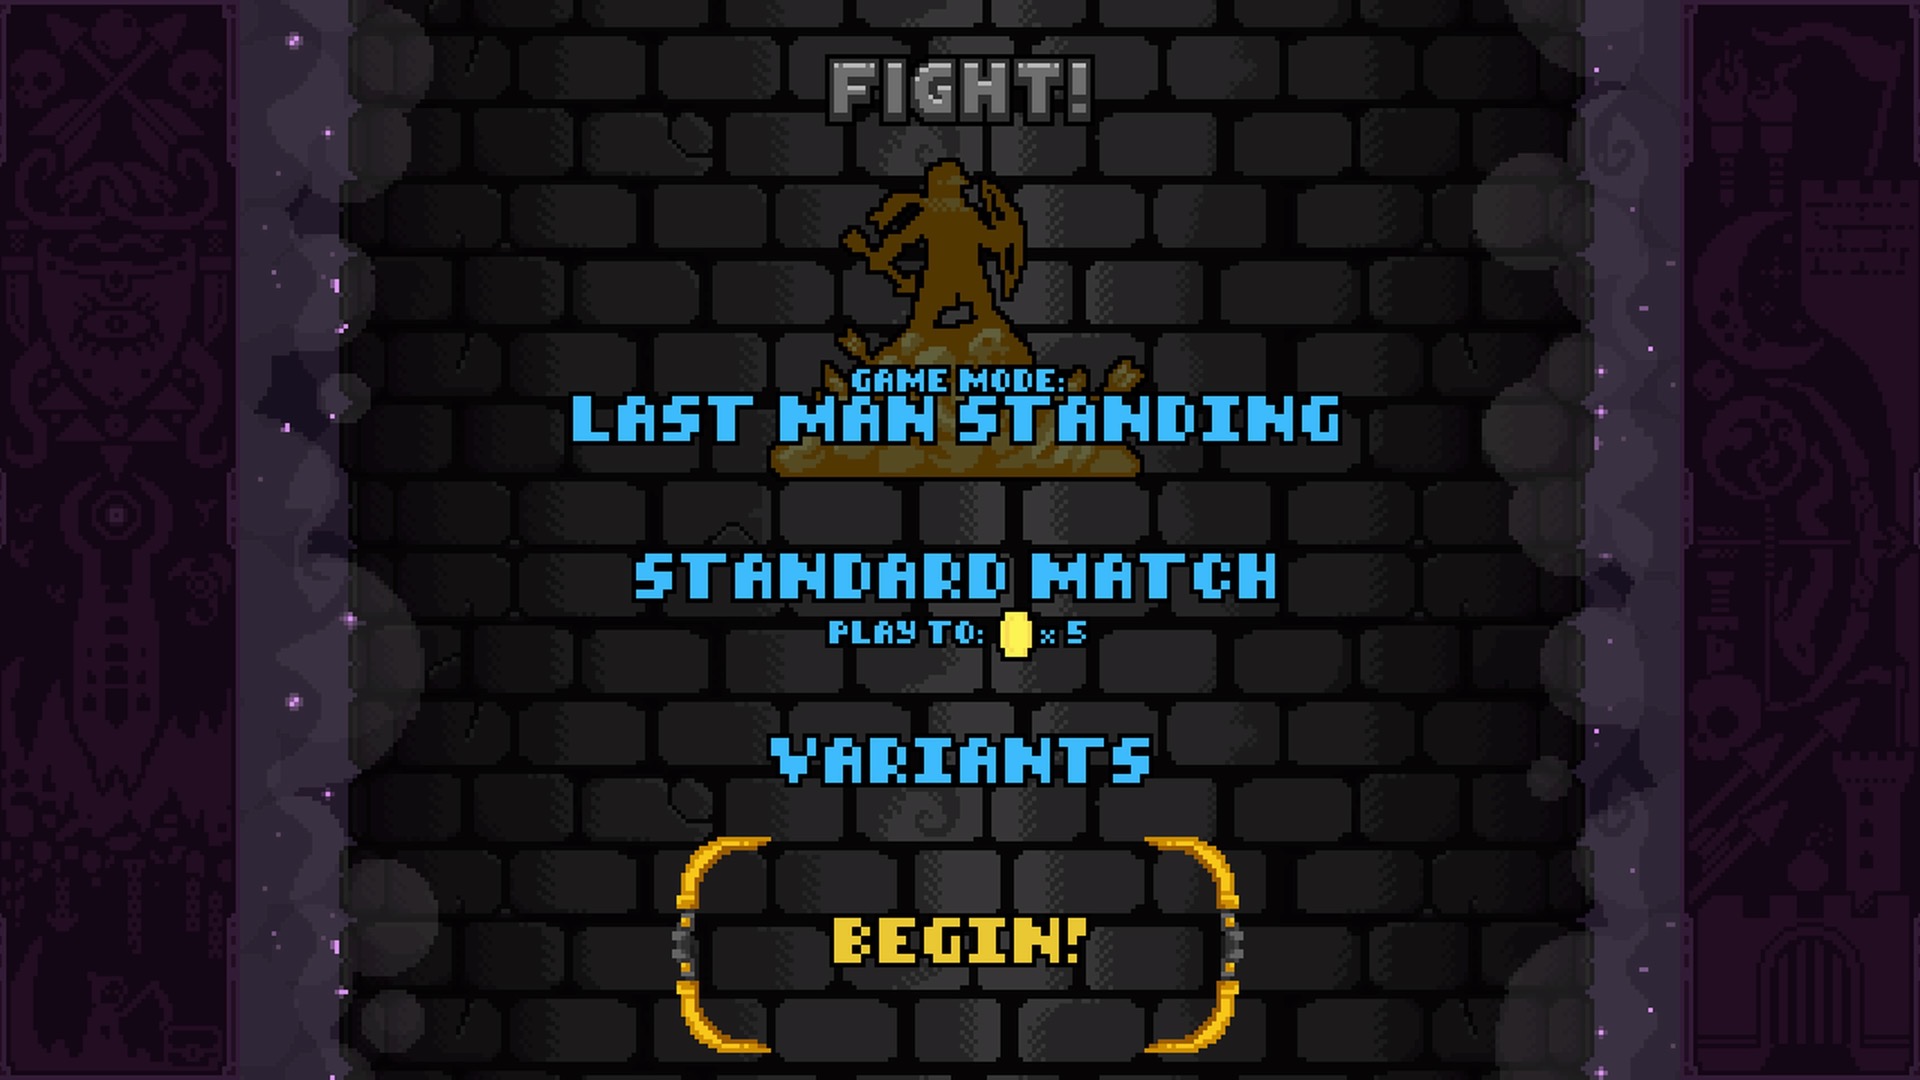 FIGHT!
GAME MODE:
LAST MAN STANDING
STANDARD MATCH
PLAY TO: x 5
VARIANTS
BEGIN!